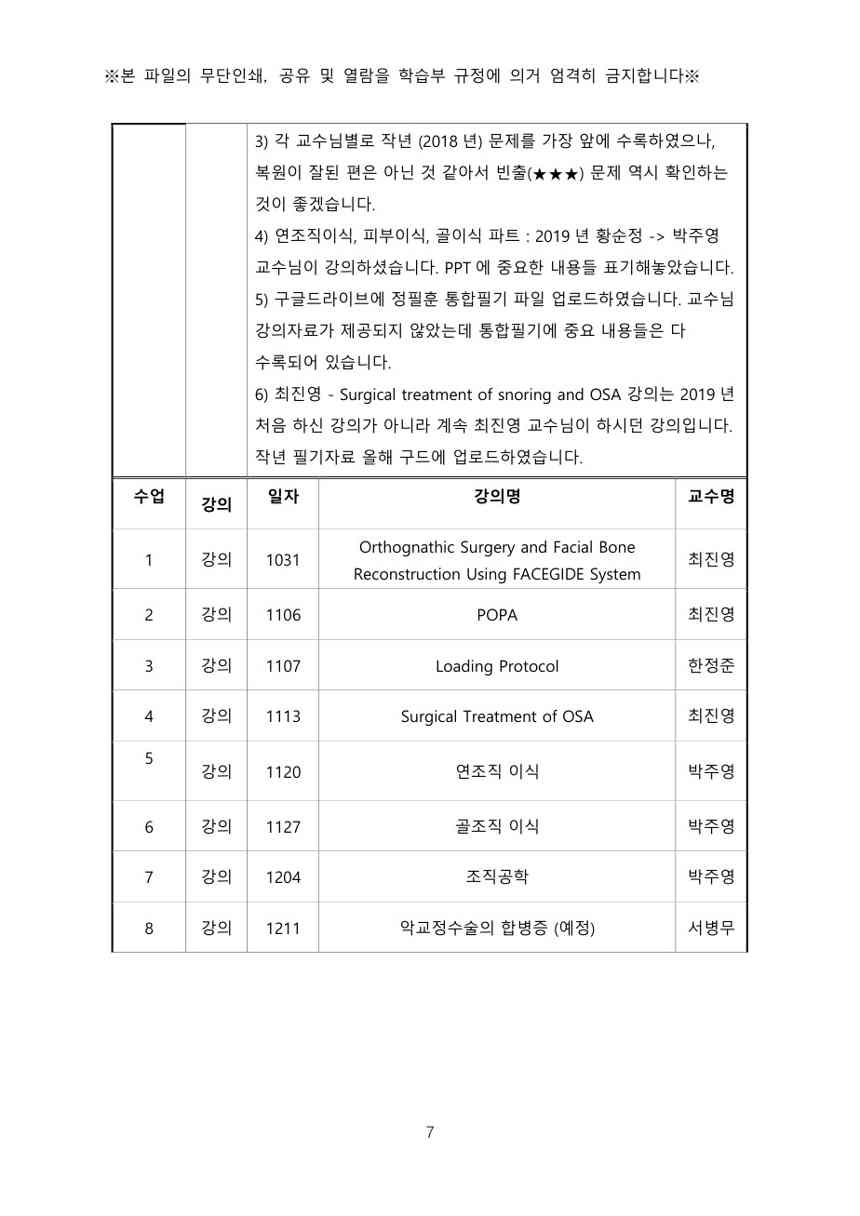 ※본 파일의 무단인쇄, 공유 및 열람을 학습부 규정에 의거 엄격히 금지합니다※
3) 각 교수님별로 작년 (2018 년) 문제를 가장 앞에 수록하였으나,
복원이 잘된 편은 아닌 것 같아서 빈출(★★★) 문제 역시 확인하는
것이 좋겠습니다.
4) 연조직이식, 피부이식, 골이식 파트 : 2019 년 황순정 -> 박주영
교수님이 강의하셨습니다. PPT 에 중요한 내용들 표기해놓았습니다.
5) 구글드라이브에 정필훈 통합필기 파일 업로드하였습니다. 교수님
강의자료가 제공되지 않았는데 통합필기에 중요 내용들은 다
수록되어 있습니다.
6) 최진영 - Surgical treatment of snoring and OSA 강의는 2019 년
처음 하신 강의가 아니라 계속 최진영 교수님이 하시던 강의입니다.
작년 필기자료 올해 구드에 업로드하였습니다.
수업 강의 일자 강의명 교수명
1 강의 1031 Orthognathic Surgery and Facial Bone
Reconstruction Using FACEGIDE System 최진영
2 강의 1106 POPA 최진영
3 강의 1107 Loading Protocol 한정준
4 강의 1113 Surgical Treatment of OSA 최진영
5 강의 1120 연조직 이식 박주영
6 강의 1127 골조직 이식 박주영
7 강의 1204 조직공학 박주영
8 강의 1211 악교정수술의 합병증 (예정) 서병무
7